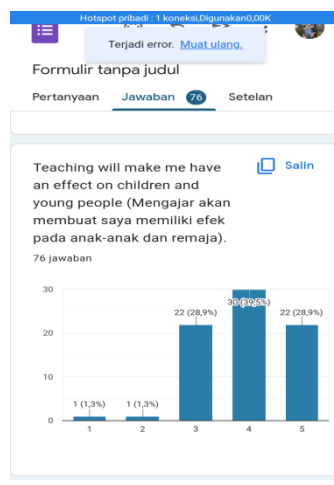 Hotspot pribadi : 1 koneksi,Digunakan0,00K
Terjadi error. Muat ulang.
Formulir tanpa judul
Pertanyaan Jawaban 76 Setelan
Teaching will make me have
an effect on children and
young people (Mengajar akan
membuat saya memiliki efek
pada anak-anak dan remaja).
Salin
76 jawaban
30
20
10
0
1 (1,3%) 1 (1,3%) 22 (28,9%) 30 (39,5%) 22 (28,9%)
1 2 3 4 5